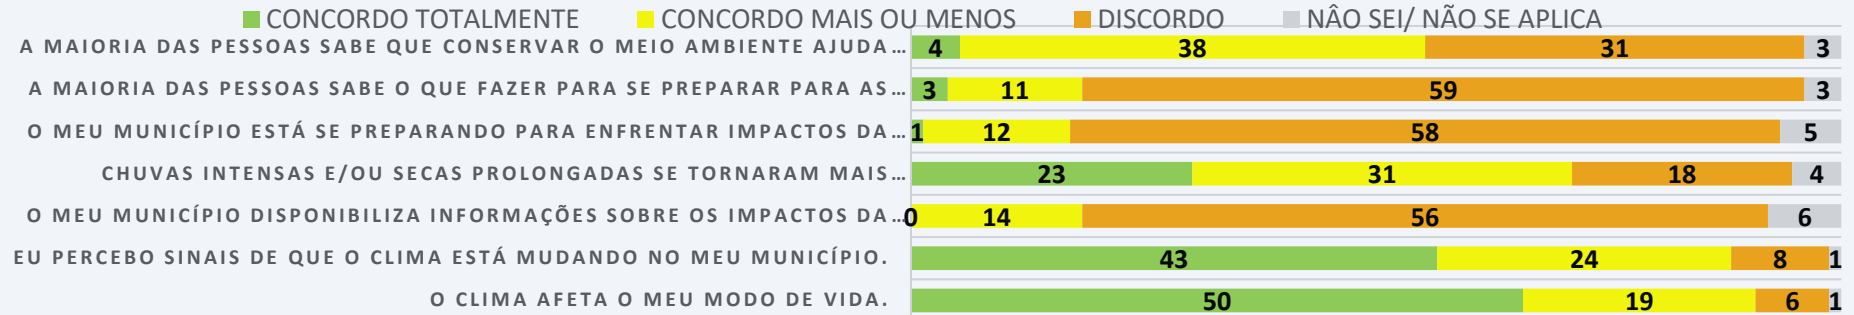 CONCORDO TOTALMENTE CONCORDO MAIS OU MENOS DISCORDO NÂO SEI/ NÃO SE APLICA
A MAIORIA DAS PESSOAS SABE QUE CONSERVAR O MEIO AMBIENTE AJUDA… 4 38 31 3
A MAIORIA DAS PESSOAS SABE O QUE FAZER PARA SE PREPARAR PARA AS… 3 11 59 3
O MEU MUNICÍPIO ESTÁ SE PREPARANDO PARA ENFRENTAR IMPACTOS DA… 1 12 58 5
CHUVAS INTENSAS E/OU SECAS PROLONGADAS SE TORNARAM MAIS… 23 31 18 4
O MEU MUNICÍPIO DISPONIBILIZA INFORMAÇÕES SOBRE OS IMPACTOS DA… 0 14 56 6
EU PERCEBO SINAIS DE QUE O CLIMA ESTÁ MUDANDO NO MEU MUNICÍPIO. 43 24 8 1
O CLIMA AFETA O MEU MODO DE VIDA. 50 19 6 1